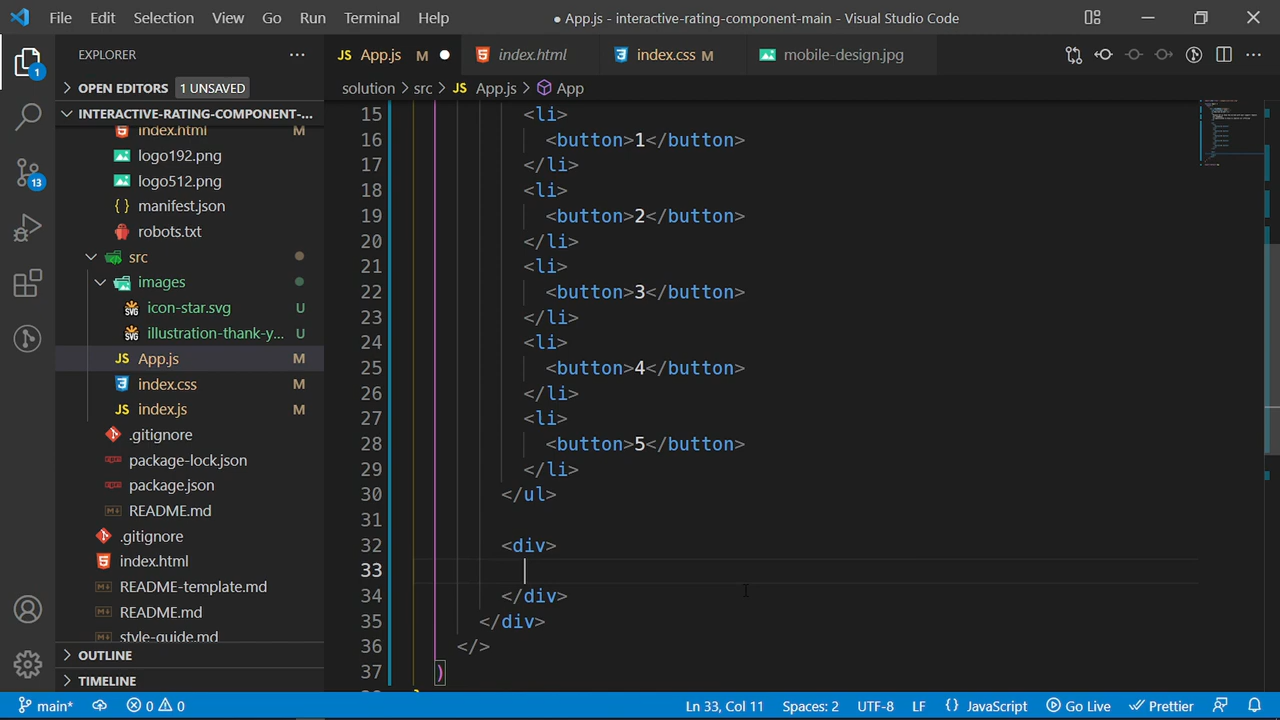 File Edit Selection View Go Run Terminal Help
● App.js - interactive-rating-component-main - Visual Studio Code
EXPLORER
OPEN EDITORS 1 UNSAVED
INTERACTIVE-RATING-COMPONENT-...
index.html M
logo192.png
logo512.png
manifest.json
robots.txt
src
images
icon-star.svg U
illustration-thank-y... U
App.js M
index.css M
index.js M
.gitignore
package-lock.json
package.json
README.md
.gitignore
index.html
README-template.md
README.md
style-guide.md
OUTLINE
TIMELINE
1
13
JS App.js M ● index.html index.css M mobile-design.jpg
solution > src > JS App.js > App
15 <li>
16 <button>1</button>
17 </li>
18 <li>
19 <button>2</button>
20 </li>
21 <li>
22 <button>3</button>
23 </li>
24 <li>
25 <button>4</button>
26 </li>
27 <li>
28 <button>5</button>
29 </li>
30 </ul>
31
32 <div>
33
34 </div>
35 </div>
36 </>
37 )
main* 0 0 Ln 33, Col 11 Spaces: 2 UTF-8 LF {} JavaScript Go Live Prettier